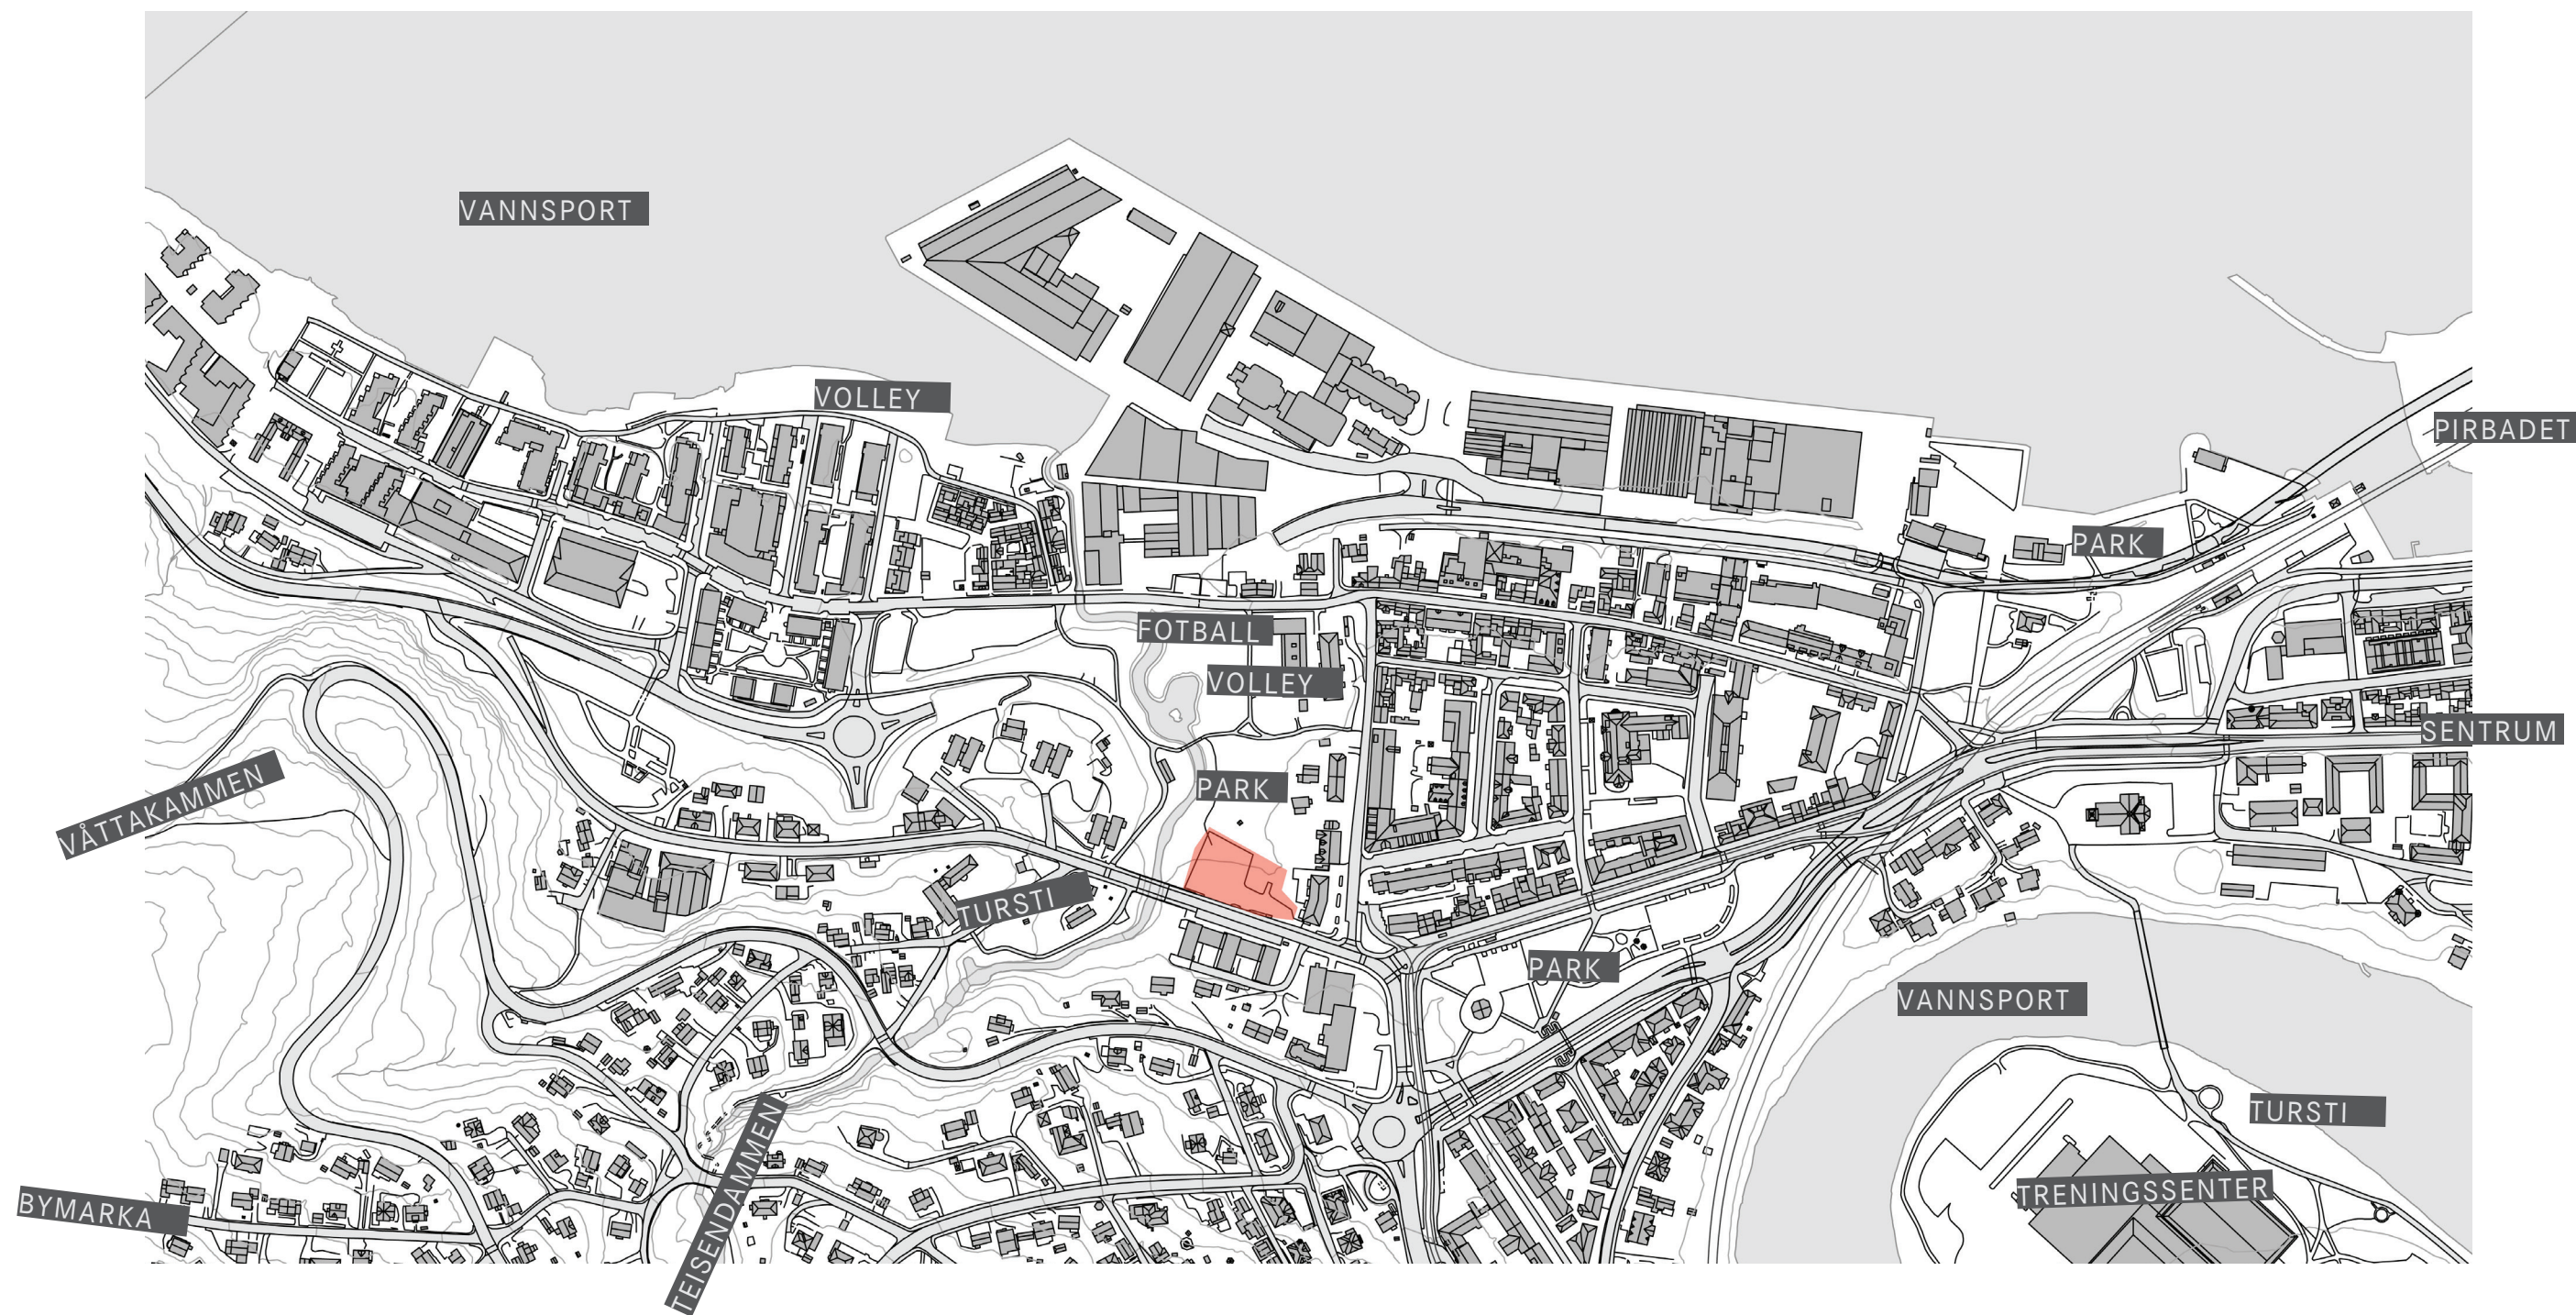 VANNSPORT
VOLLEY
PIRBADET
PARK
FOTBALL
VOLLEY
SENTRUM
VÅTTAKAMMEN
PARK
TURSTI
PARK
VANNSPORT
TURSTI
TEISENDAMMEN
TRENINGSSENTER
BYMARKA